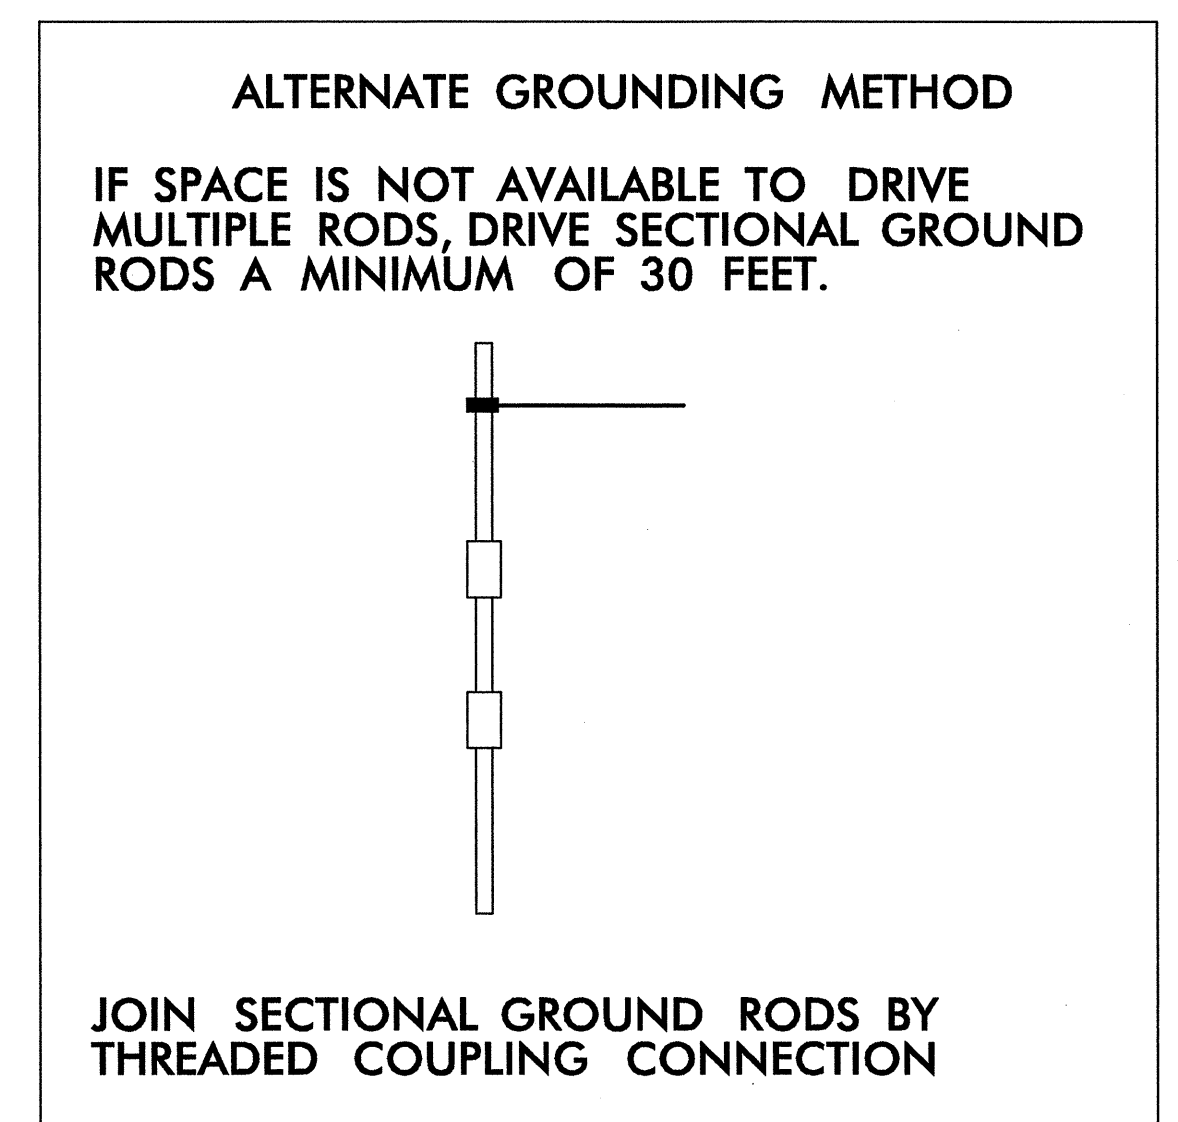 ALTERNATE GROUNDING METHOD
IF SPACE IS NOT AVAILABLE TO DRIVE
MULTIPLE RODS, DRIVE SECTIONAL GROUND
RODS A MINIMUM OF 30 FEET.
JOIN SECTIONAL GROUND RODS BY
THREADED COUPLING CONNECTION